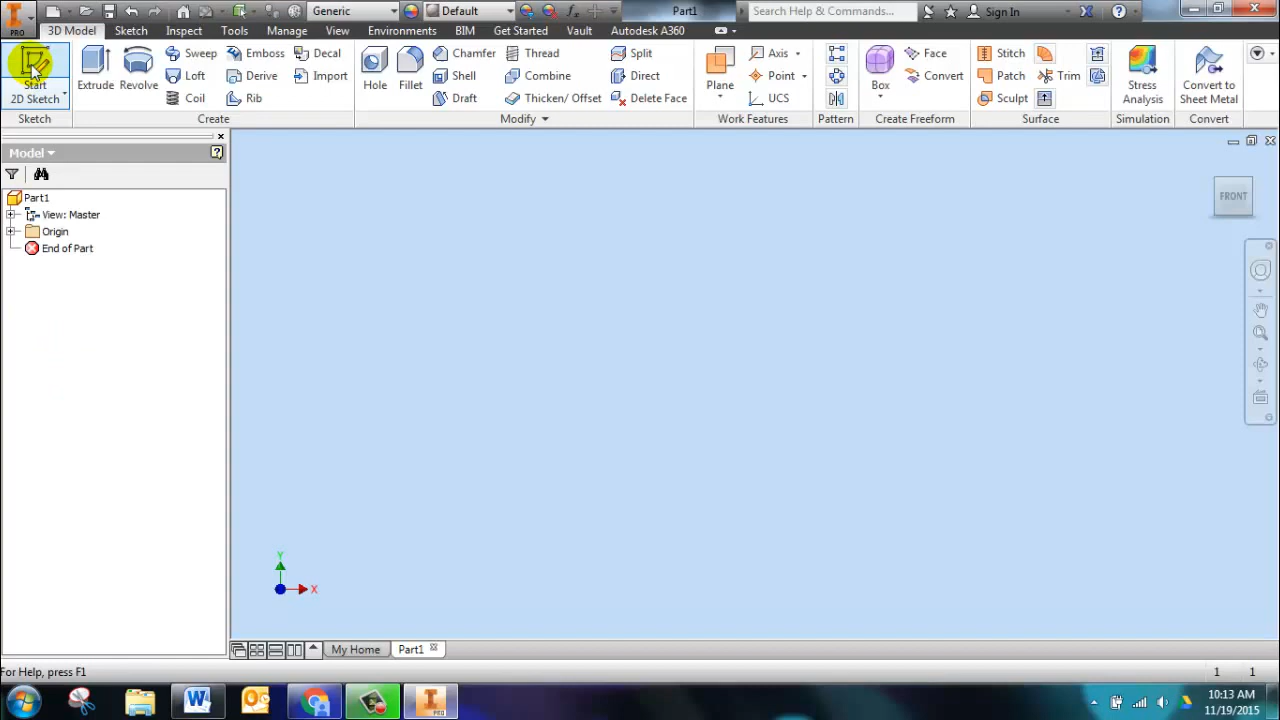 Generic
Default
Part1
Search Help & Commands...
Sign In
PRO
3D Model
Sketch
Inspect
Tools
Manage
View
Environments
BIM
Get Started
Vault
Autodesk A360
Start
2D Sketch
Extrude
Revolve
Sweep
Loft
Coil
Emboss
Derive
Rib
Decal
Import
Hole
Fillet
Chamfer
Shell
Draft
Thread
Combine
Thicken/ Offset
Split
Direct
Delete Face
Plane
Axis
Point
UCS
Box
Face
Convert
Stitch
Patch
Sculpt
Trim
Stress
Analysis
Convert to
Sheet Metal
Sketch
Create
Modify
Work Features
Pattern
Create Freeform
Surface
Simulation
Convert
Model
Part1
View: Master
Origin
End of Part
FRONT
Y
X
My Home
Part1
For Help, press F1
1
1
PRO
10:13 AM
11/19/2015